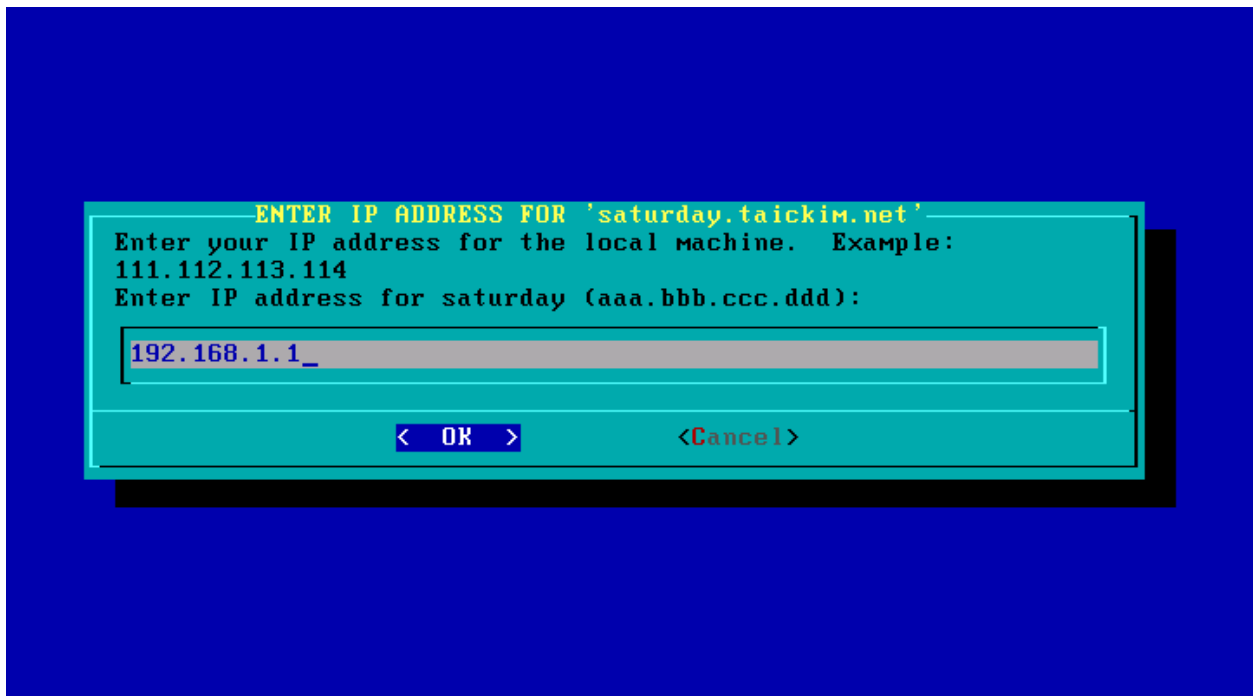 ENTER IP ADDRESS FOR 'saturday.taickim.net'
Enter your IP address for the local machine.  Example:
111.112.113.114
Enter IP address for saturday (aaa.bbb.ccc.ddd):
192.168.1.1_
<  OK  > <Cancel>